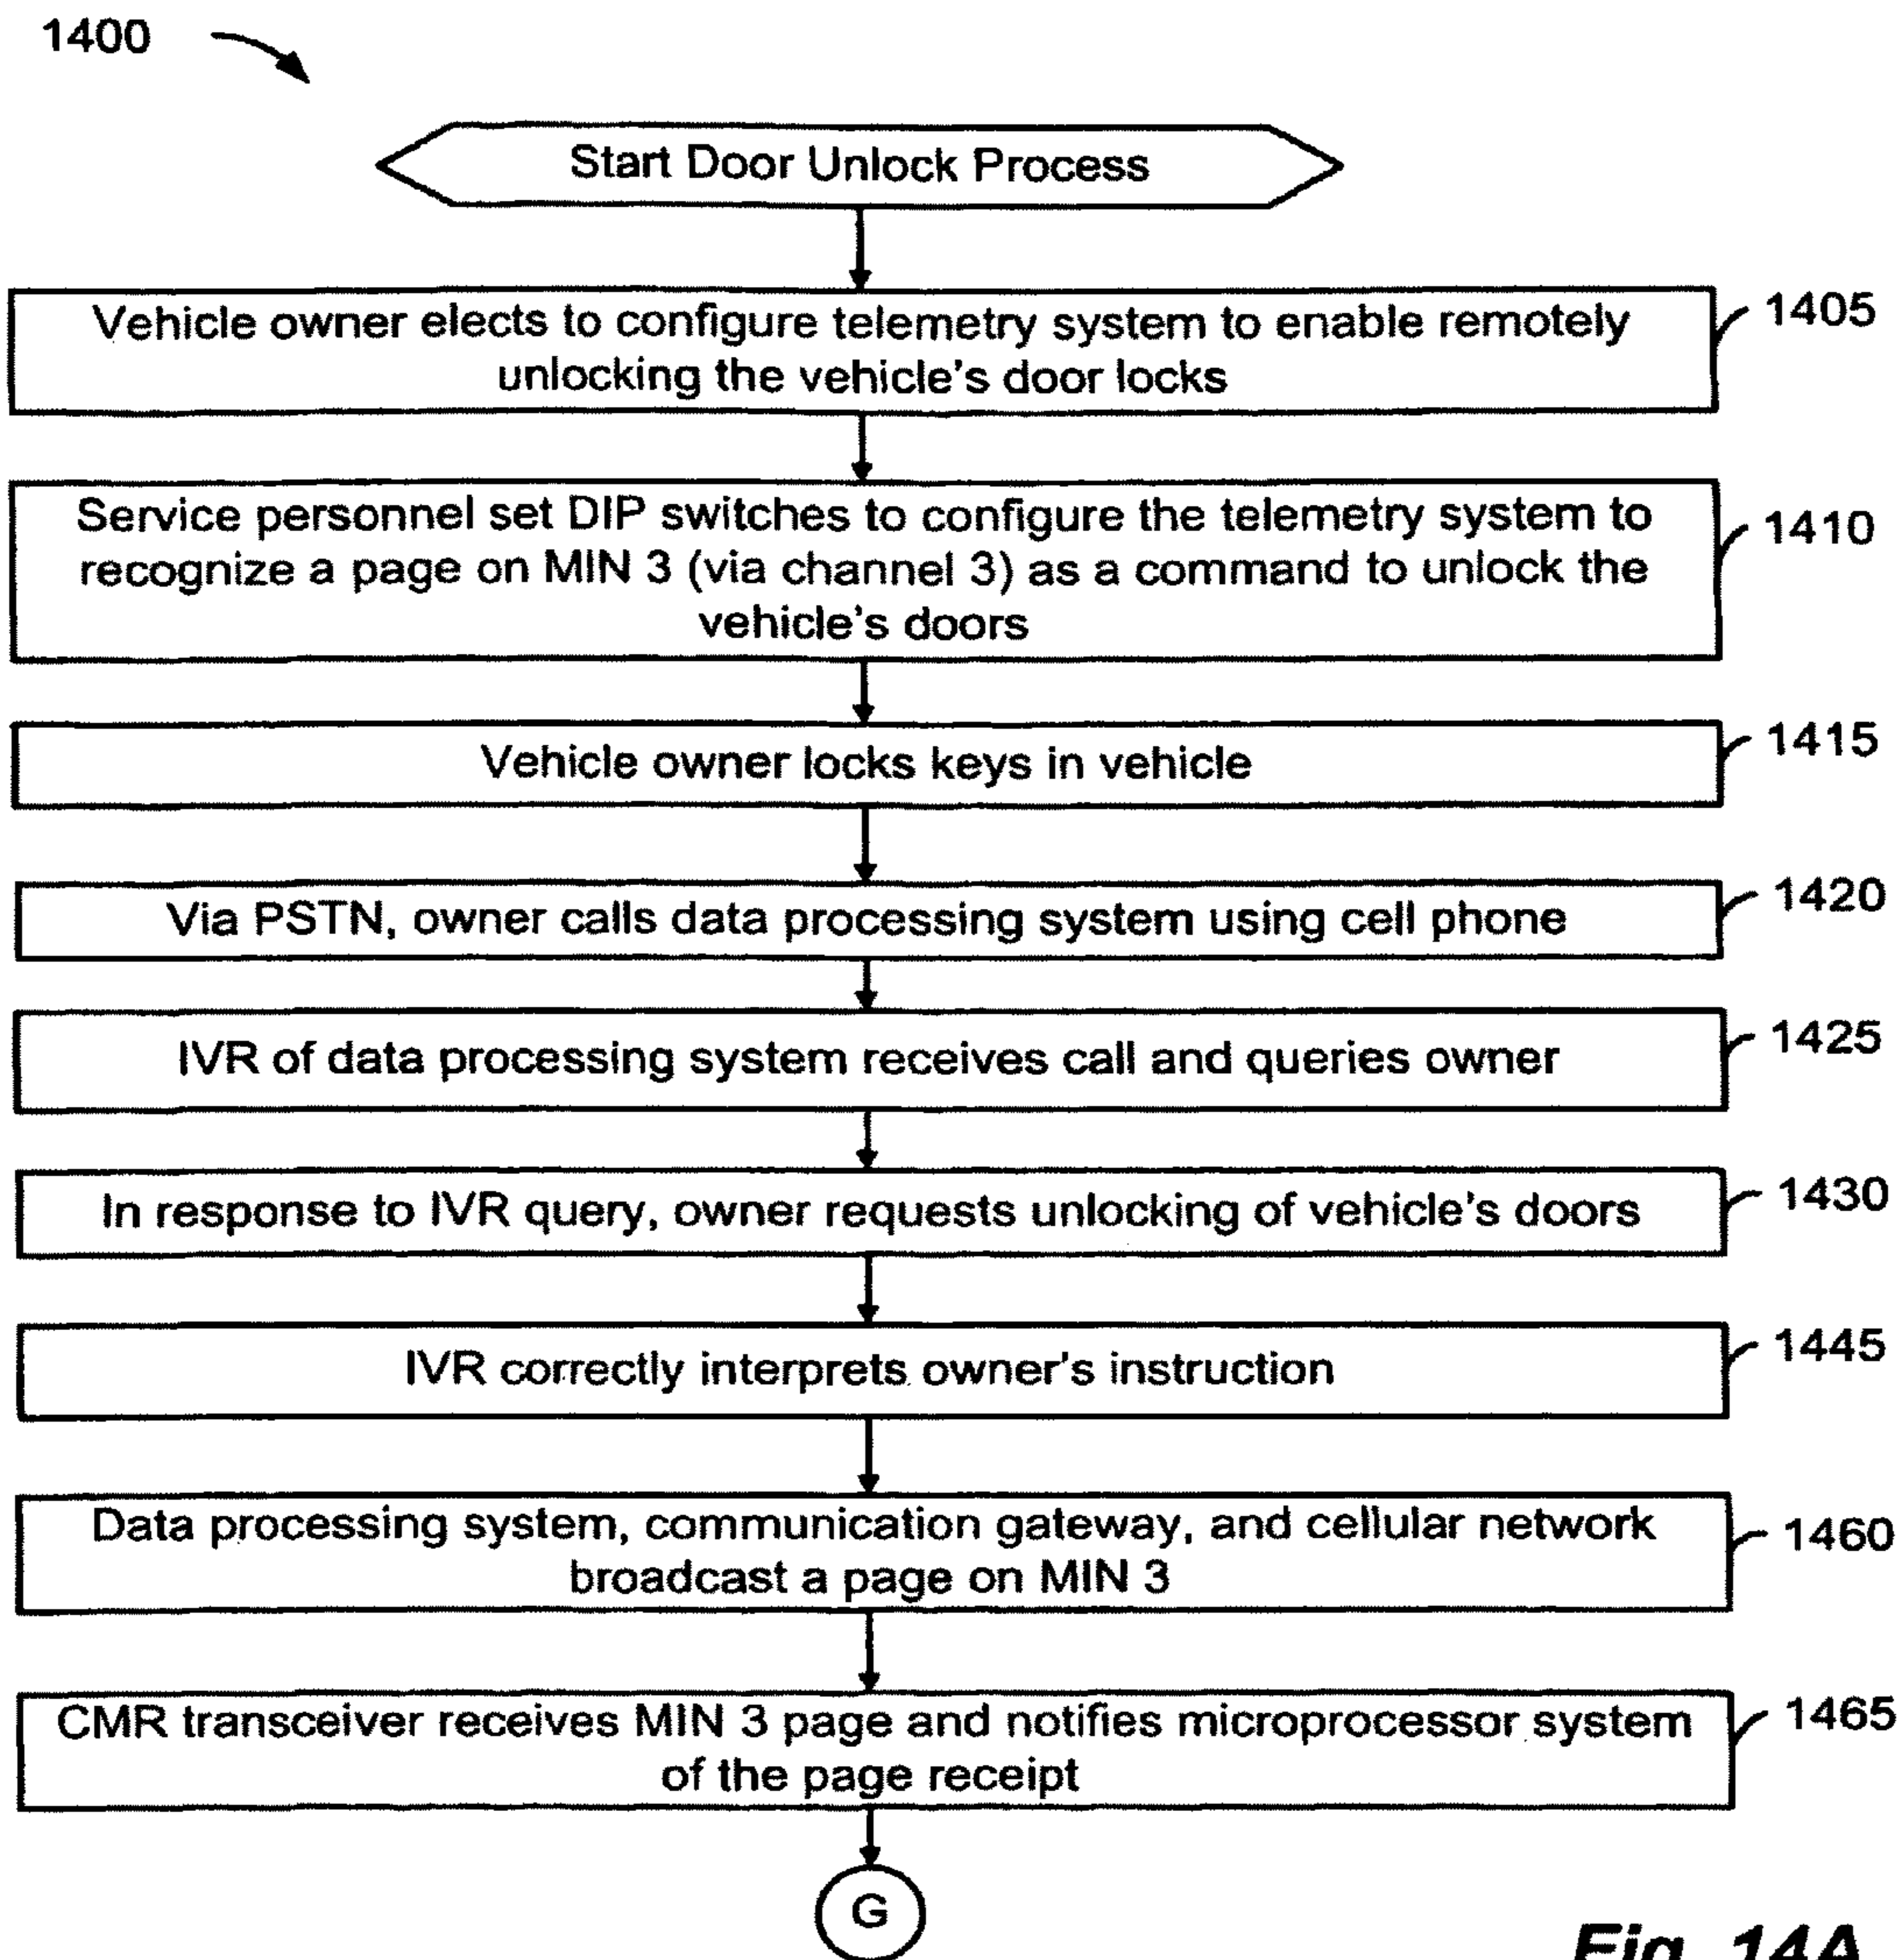 1400
Start Door Unlock Process
Vehicle owner elects to configure telemetry system to enable remotely
unlocking the vehicle's door locks
1405
Service personnel set DIP switches to configure the telemetry system to
recognize a page on MIN 3 (via channel 3) as a command to unlock the
vehicle's doors
1410
Vehicle owner locks keys in vehicle
1415
Via PSTN, owner calls data processing system using cell phone
1420
IVR of data processing system receives call and queries owner
1425
In response to IVR query, owner requests unlocking of vehicle's doors
1430
IVR correctly interprets owner's instruction
1445
Data processing system, communication gateway, and cellular network
broadcast a page on MIN 3
1460
CMR transceiver receives MIN 3 page and notifies microprocessor system
of the page receipt
1465
G
Fig. 14A